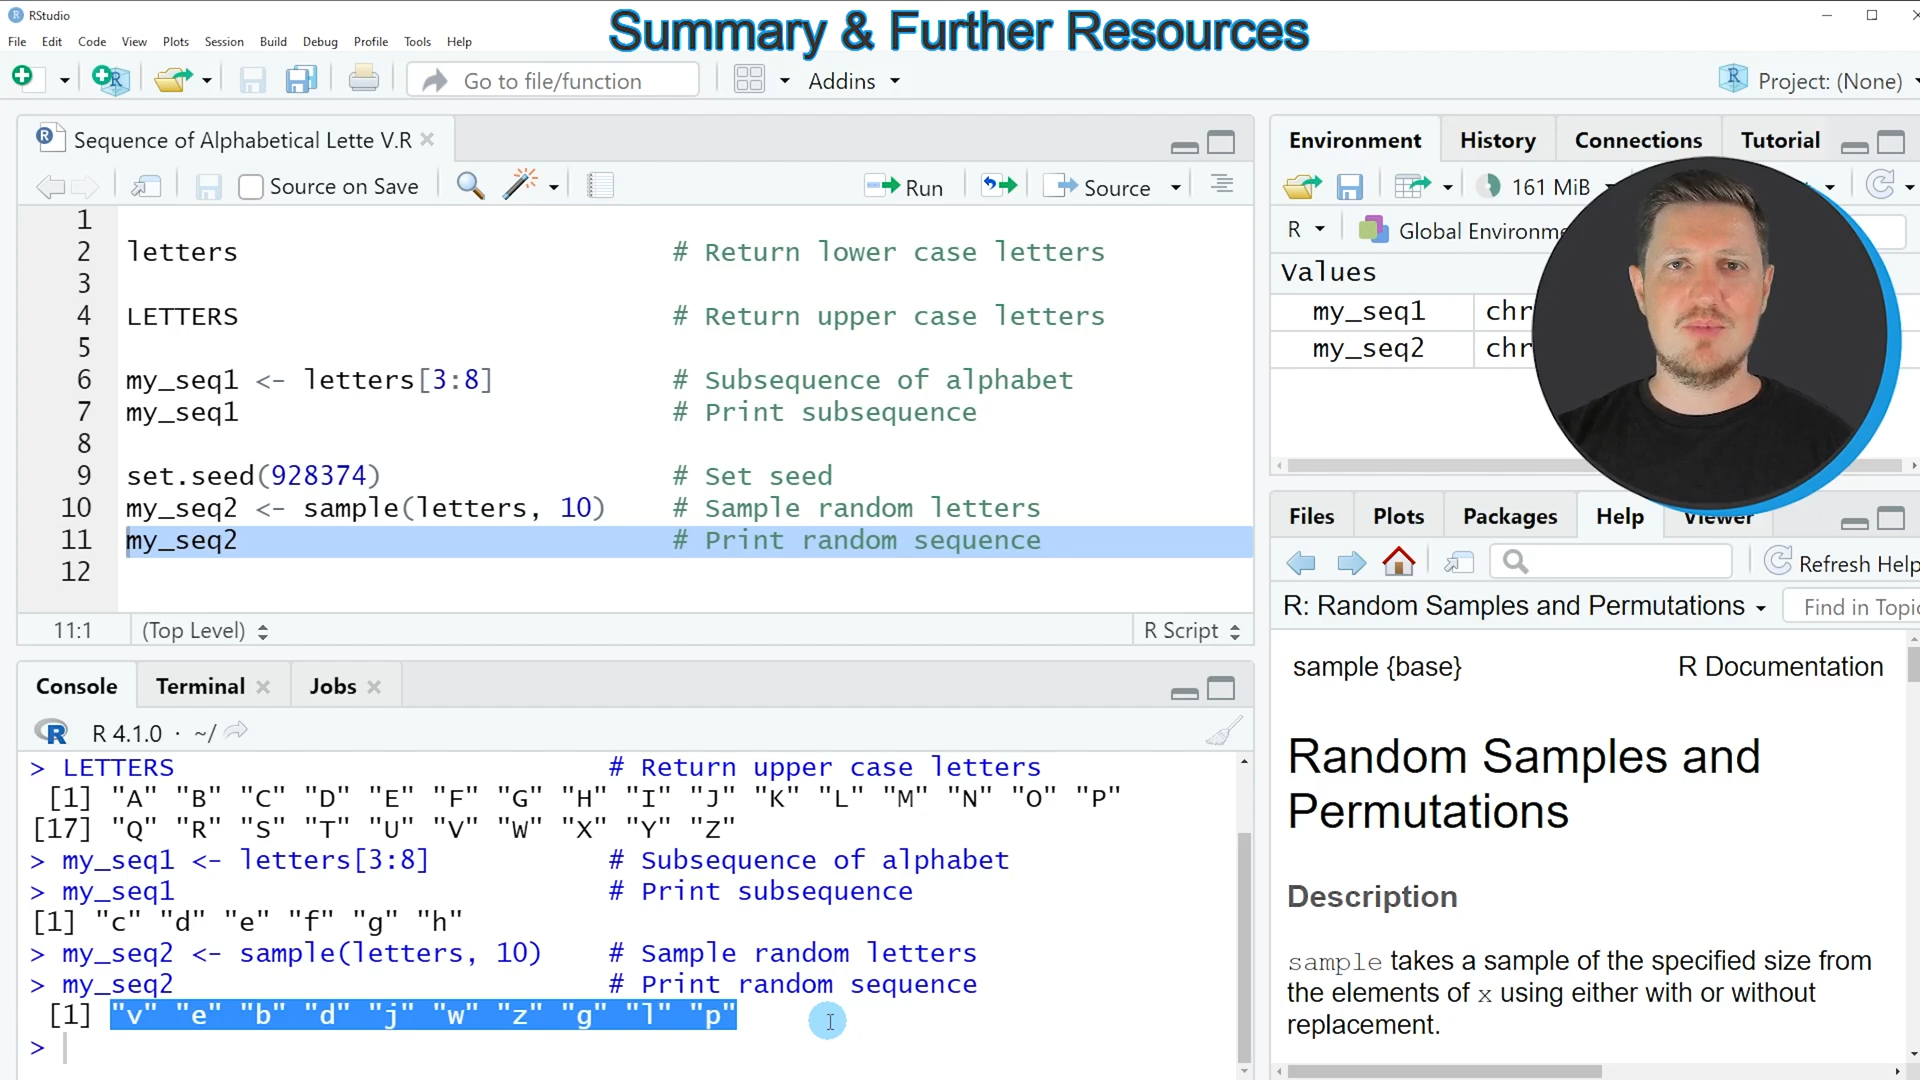 RStudio
Summary & Further Resources
File Edit Code View Plots Session Build Debug Profile Tools Help
Go to file/function Addins Project: (None)
Sequence of Alphabetical Lette V.R
Source on Save Run Source
1
2 letters # Return lower case letters
3
4 LETTERS # Return upper case letters
5
6 my_seq1 <- letters[3:8] # Subsequence of alphabet
7 my_seq1 # Print subsequence
8
9 set.seed(928374) # Set seed
10 my_seq2 <- sample(letters, 10) # Sample random letters
11 my_seq2 # Print random sequence
12
11:1 (Top Level) R Script
Console Terminal Jobs
R 4.1.0 · ~/
> LETTERS # Return upper case letters
[1] "A" "B" "C" "D" "E" "F" "G" "H" "I" "J" "K" "L" "M" "N" "O" "P"
[17] "Q" "R" "S" "T" "U" "V" "W" "X" "Y" "Z"
> my_seq1 <- letters[3:8] # Subsequence of alphabet
> my_seq1 # Print subsequence
[1] "c" "d" "e" "f" "g" "h"
> my_seq2 <- sample(letters, 10) # Sample random letters
> my_seq2 # Print random sequence
[1] "v" "e" "b" "d" "j" "w" "z" "g" "l" "p"
>
Environment History Connections Tutorial
161 MiB
R Global Environme
Values
my_seq1 chr
my_seq2 chr
Files Plots Packages Help Viewer
Refresh Help
R: Random Samples and Permutations Find in Topic
sample {base} R Documentation
Random Samples and
Permutations
Description
sample takes a sample of the specified size from
the elements of x using either with or without
replacement.